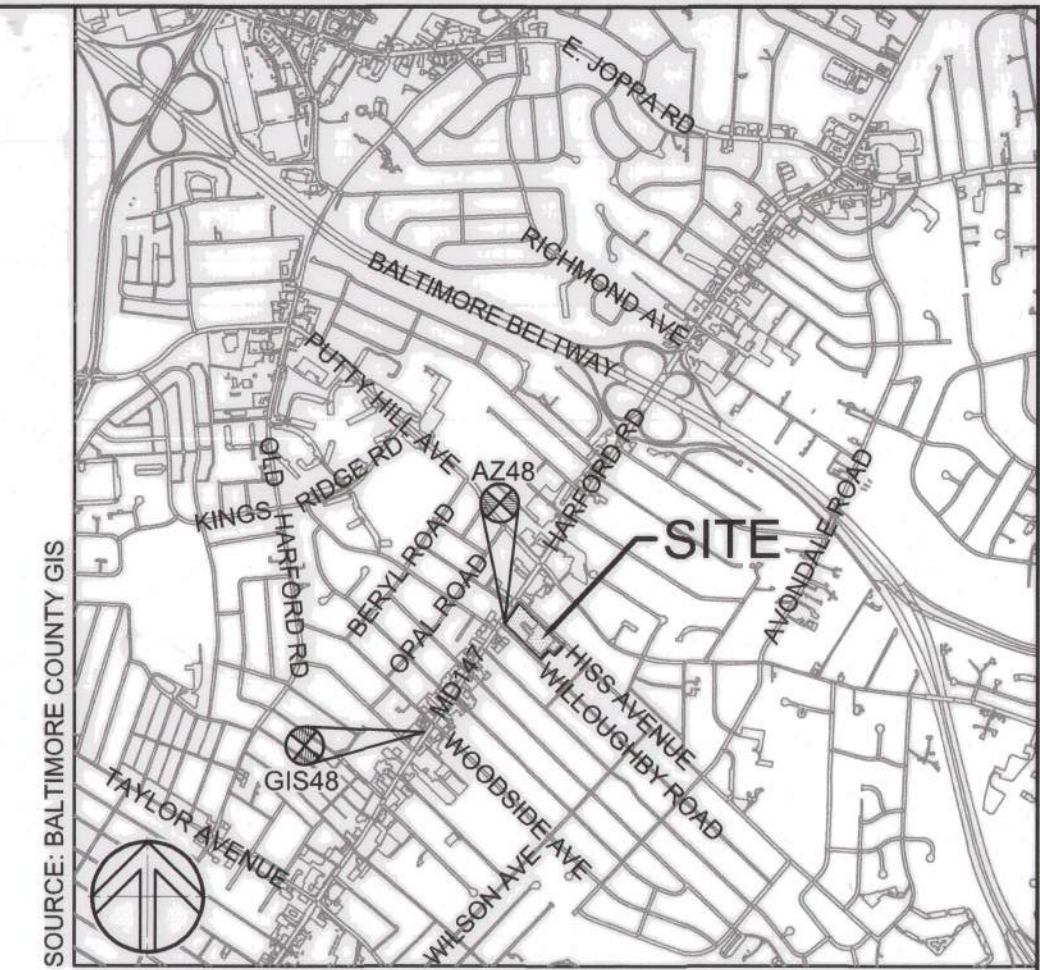 E. JOPPA RD
RICHMOND AVE
BALTIMORE BELTWAY
PUTTY HILL AVE
OLD HARFORD RD
KINGS RIDGE RD
AZ48
HARFORD RD
SITE
AVONDALE ROAD
BERYL ROAD
OPAL ROAD
MD147
HISS AVENUE
WILLOUGHBY ROAD
GIS48
WOODSIDE AVE
TAYLOR AVENUE
WILSON AVE
SOURCE: BALTIMORE COUNTY GIS